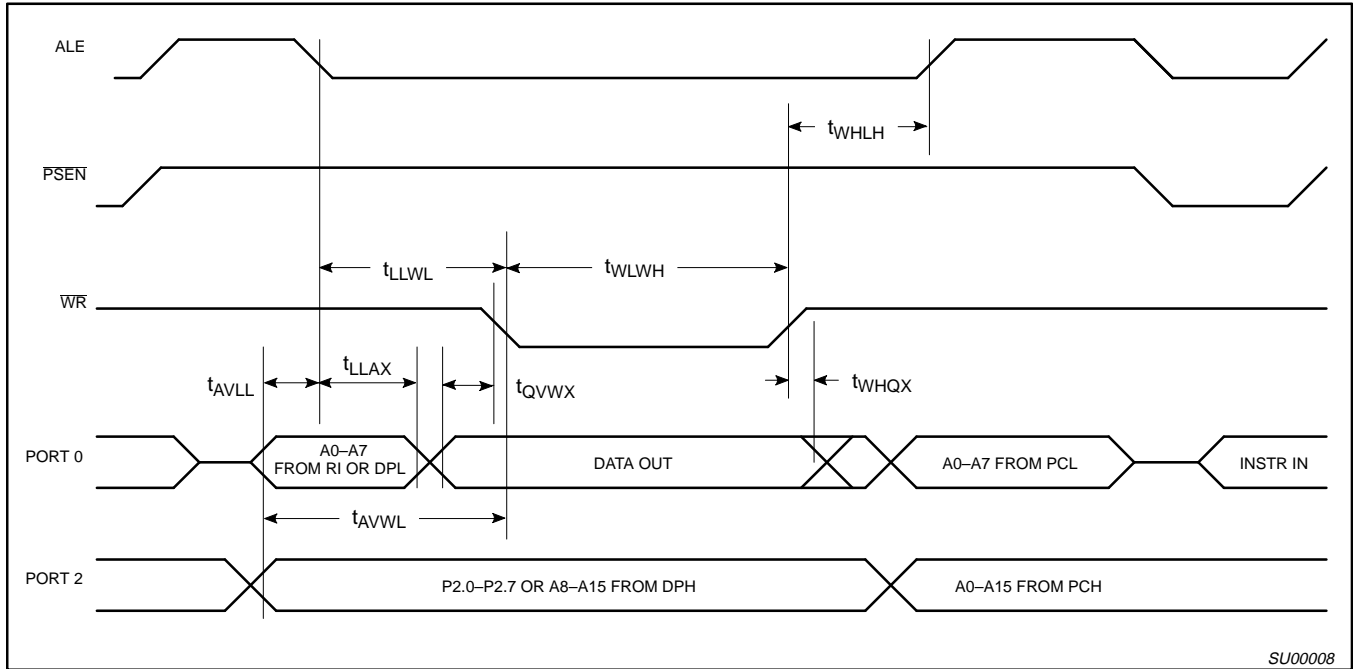 ALE
tWHLH
PSEN
tLLWL
tWLWH
WR
tAVLL
tLLAX
tQVWX
tWHQX
PORT 0
A0–A7
FROM RI OR DPL
DATA OUT
A0–A7 FROM PCL
INSTR IN
tAVWL
PORT 2
P2.0–P2.7 OR A8–A15 FROM DPH
A0–A15 FROM PCH
SU00008